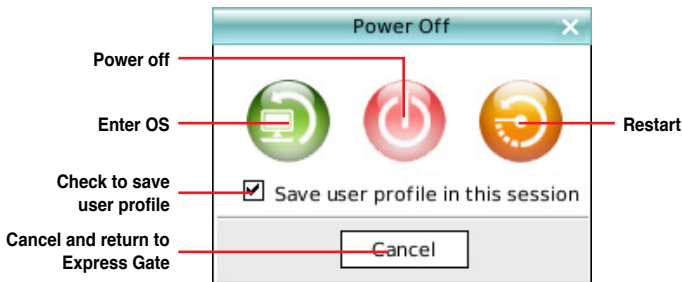 Power Off
Power off
Enter OS
Restart
Check to save
user profile
Save user profile in this session
Cancel and return to
Express Gate
Cancel